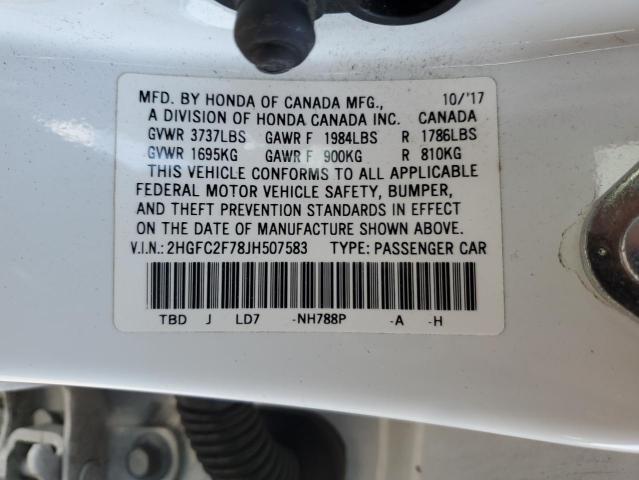 MFD. BY HONDA OF CANADA MFG., 10/'17
A DIVISION OF HONDA CANADA INC. CANADA
GVWR 3737LBS GAWR F 1984LBS R 1786LBS
GVWR 1695KG GAWR F 900KG R 810KG
THIS VEHICLE CONFORMS TO ALL APPLICABLE
FEDERAL MOTOR VEHICLE SAFETY, BUMPER,
AND THEFT PREVENTION STANDARDS IN EFFECT
ON THE DATE OF MANUFACTURE SHOWN ABOVE.
V.I.N.: 2HGFC2F78JH507583 TYPE: PASSENGER CAR
TBD J LD7 -NH788P -A -H